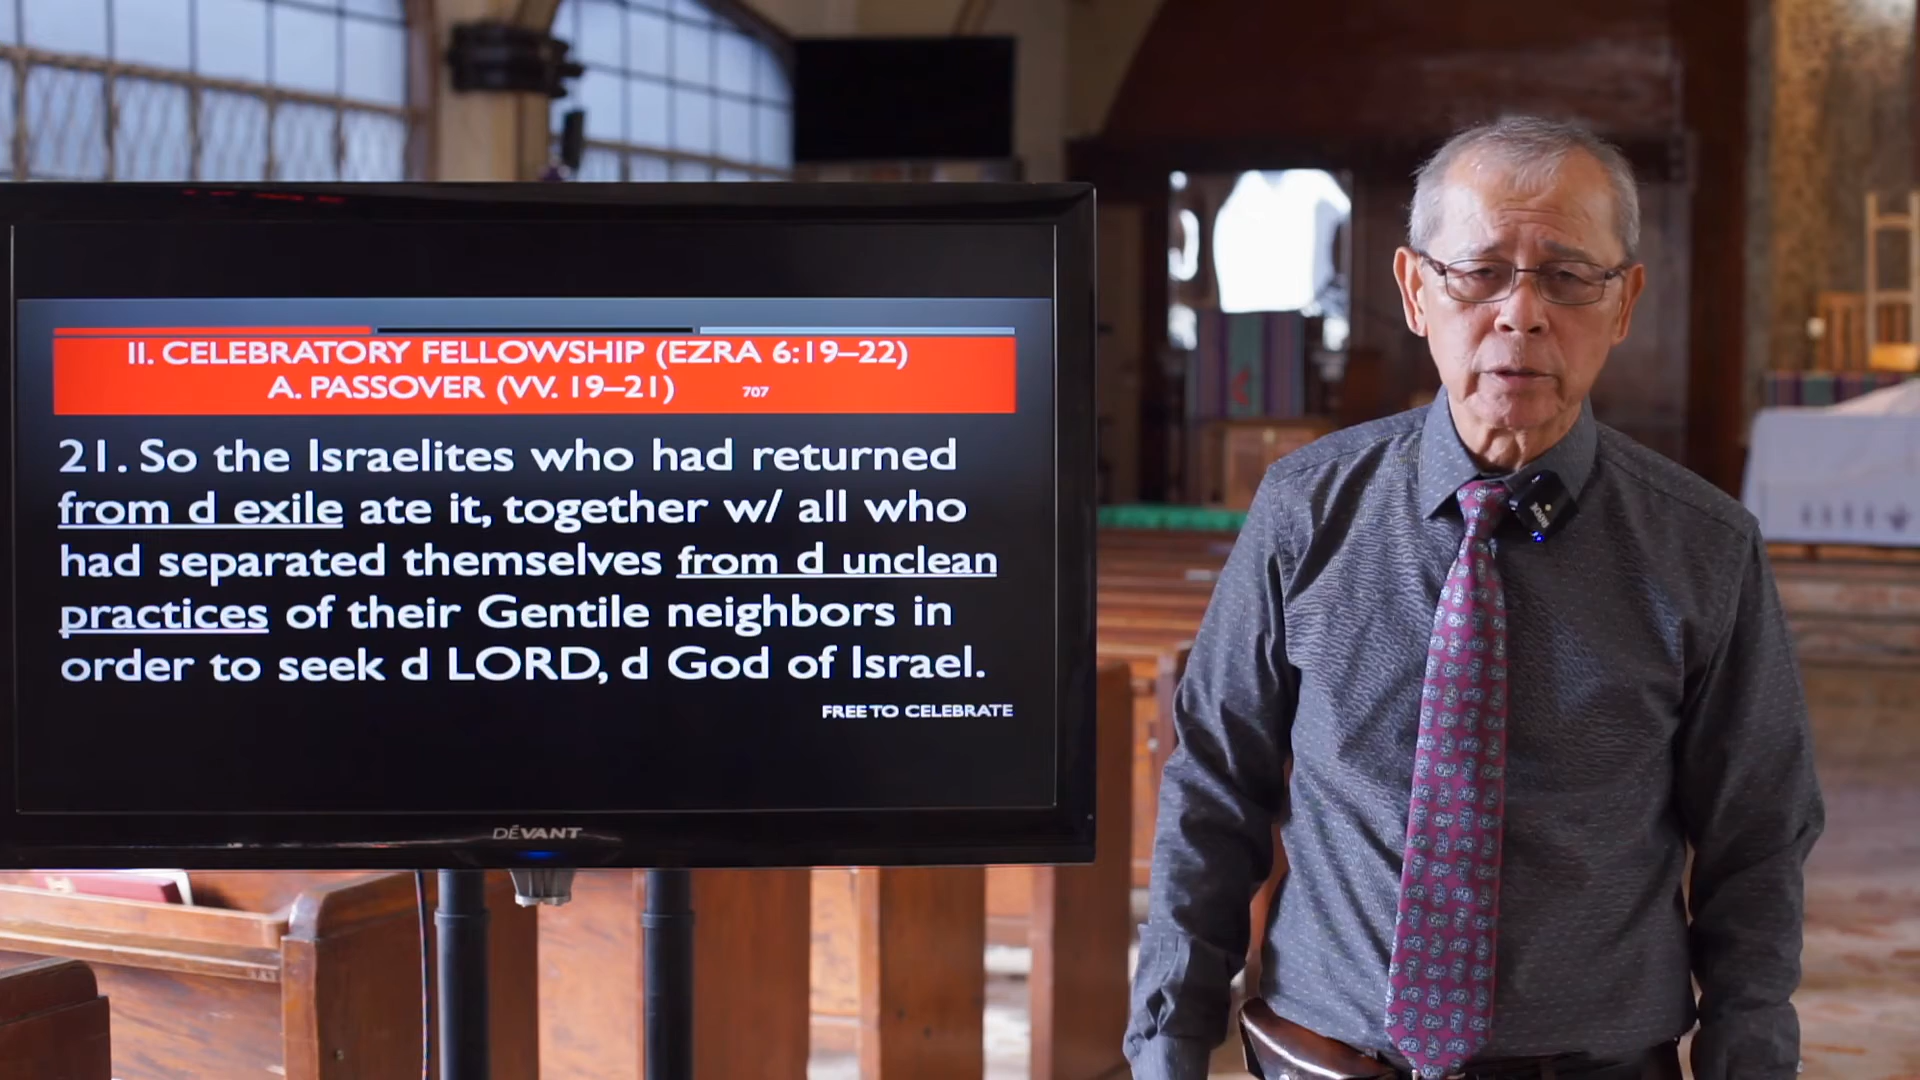 II. CELEBRATORY FELLOWSHIP (EZRA 6:19–22)
A. PASSOVER (VV. 19–21) 707
21. So the Israelites who had returned
from d exile ate it, together w/ all who
had separated themselves from d unclean
practices of their Gentile neighbors in
order to seek d LORD, d God of Israel.
FREE TO CELEBRATE
DEVANT